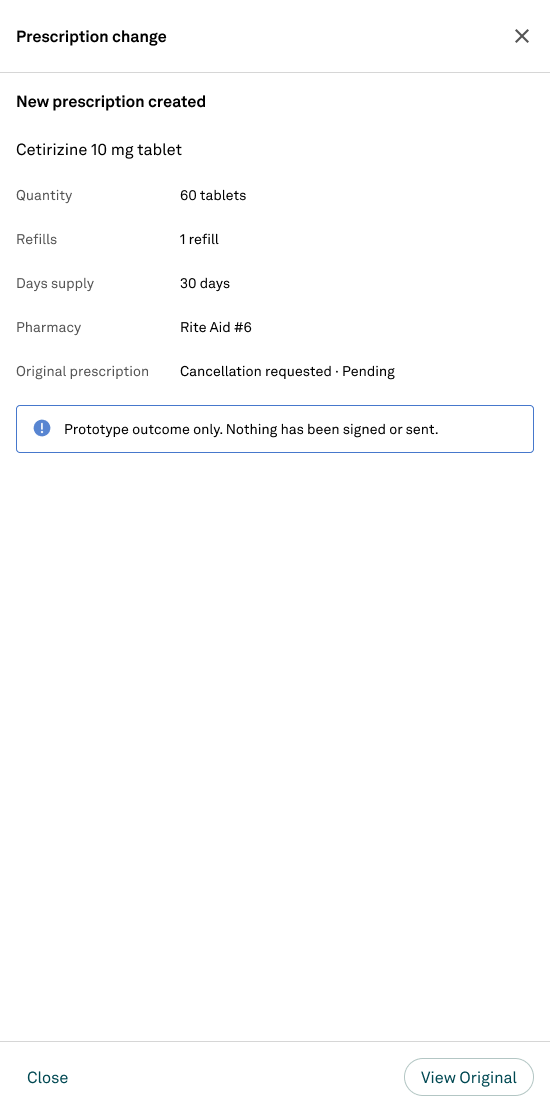 Prescription change
New prescription created
Cetirizine 10 mg tablet
Quantity 60 tablets
Refills 1 refill
Days supply 30 days
Pharmacy Rite Aid #6
Original prescription Cancellation requested · Pending
Prototype outcome only. Nothing has been signed or sent.
Close View Original